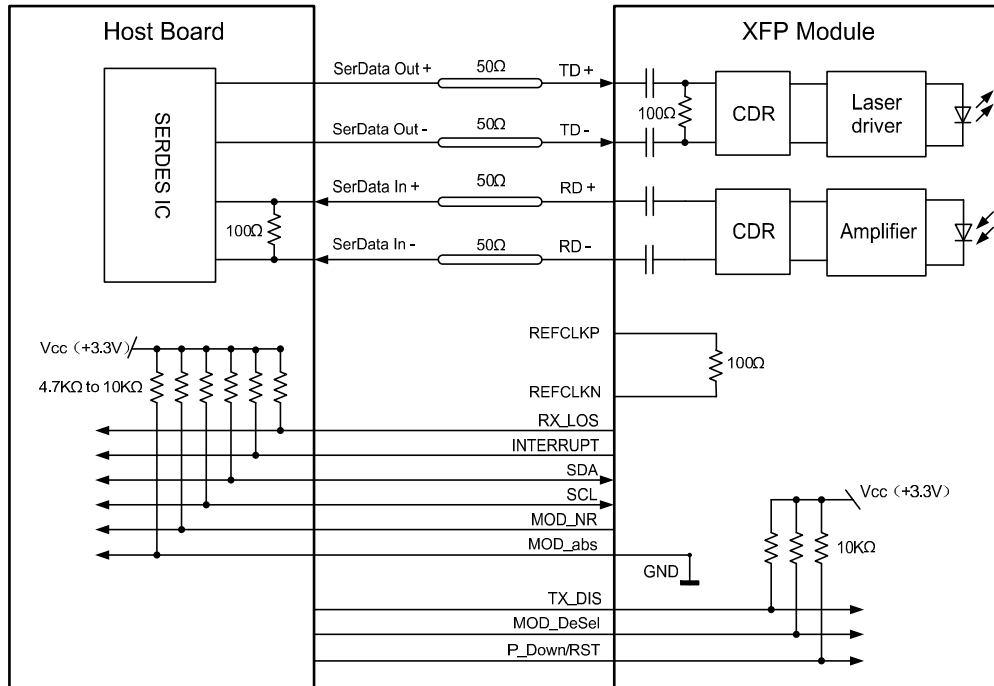 Host Board
XFP Module
SERDES IC
SerData Out +
50Ω
TD +
SerData Out -
50Ω
TD -
SerData In +
50Ω
RD +
SerData In -
50Ω
RD -
100Ω
100Ω
CDR
Laser driver
CDR
Amplifier
REFCLKP
100Ω
REFCLKN
Vcc（+3.3V）
4.7KΩ to 10KΩ
RX_LOS
INTERRUPT
SDA
SCL
MOD_NR
MOD_abs
GND
Vcc（+3.3V）
10KΩ
TX_DIS
MOD_DeSel
P_Down/RST